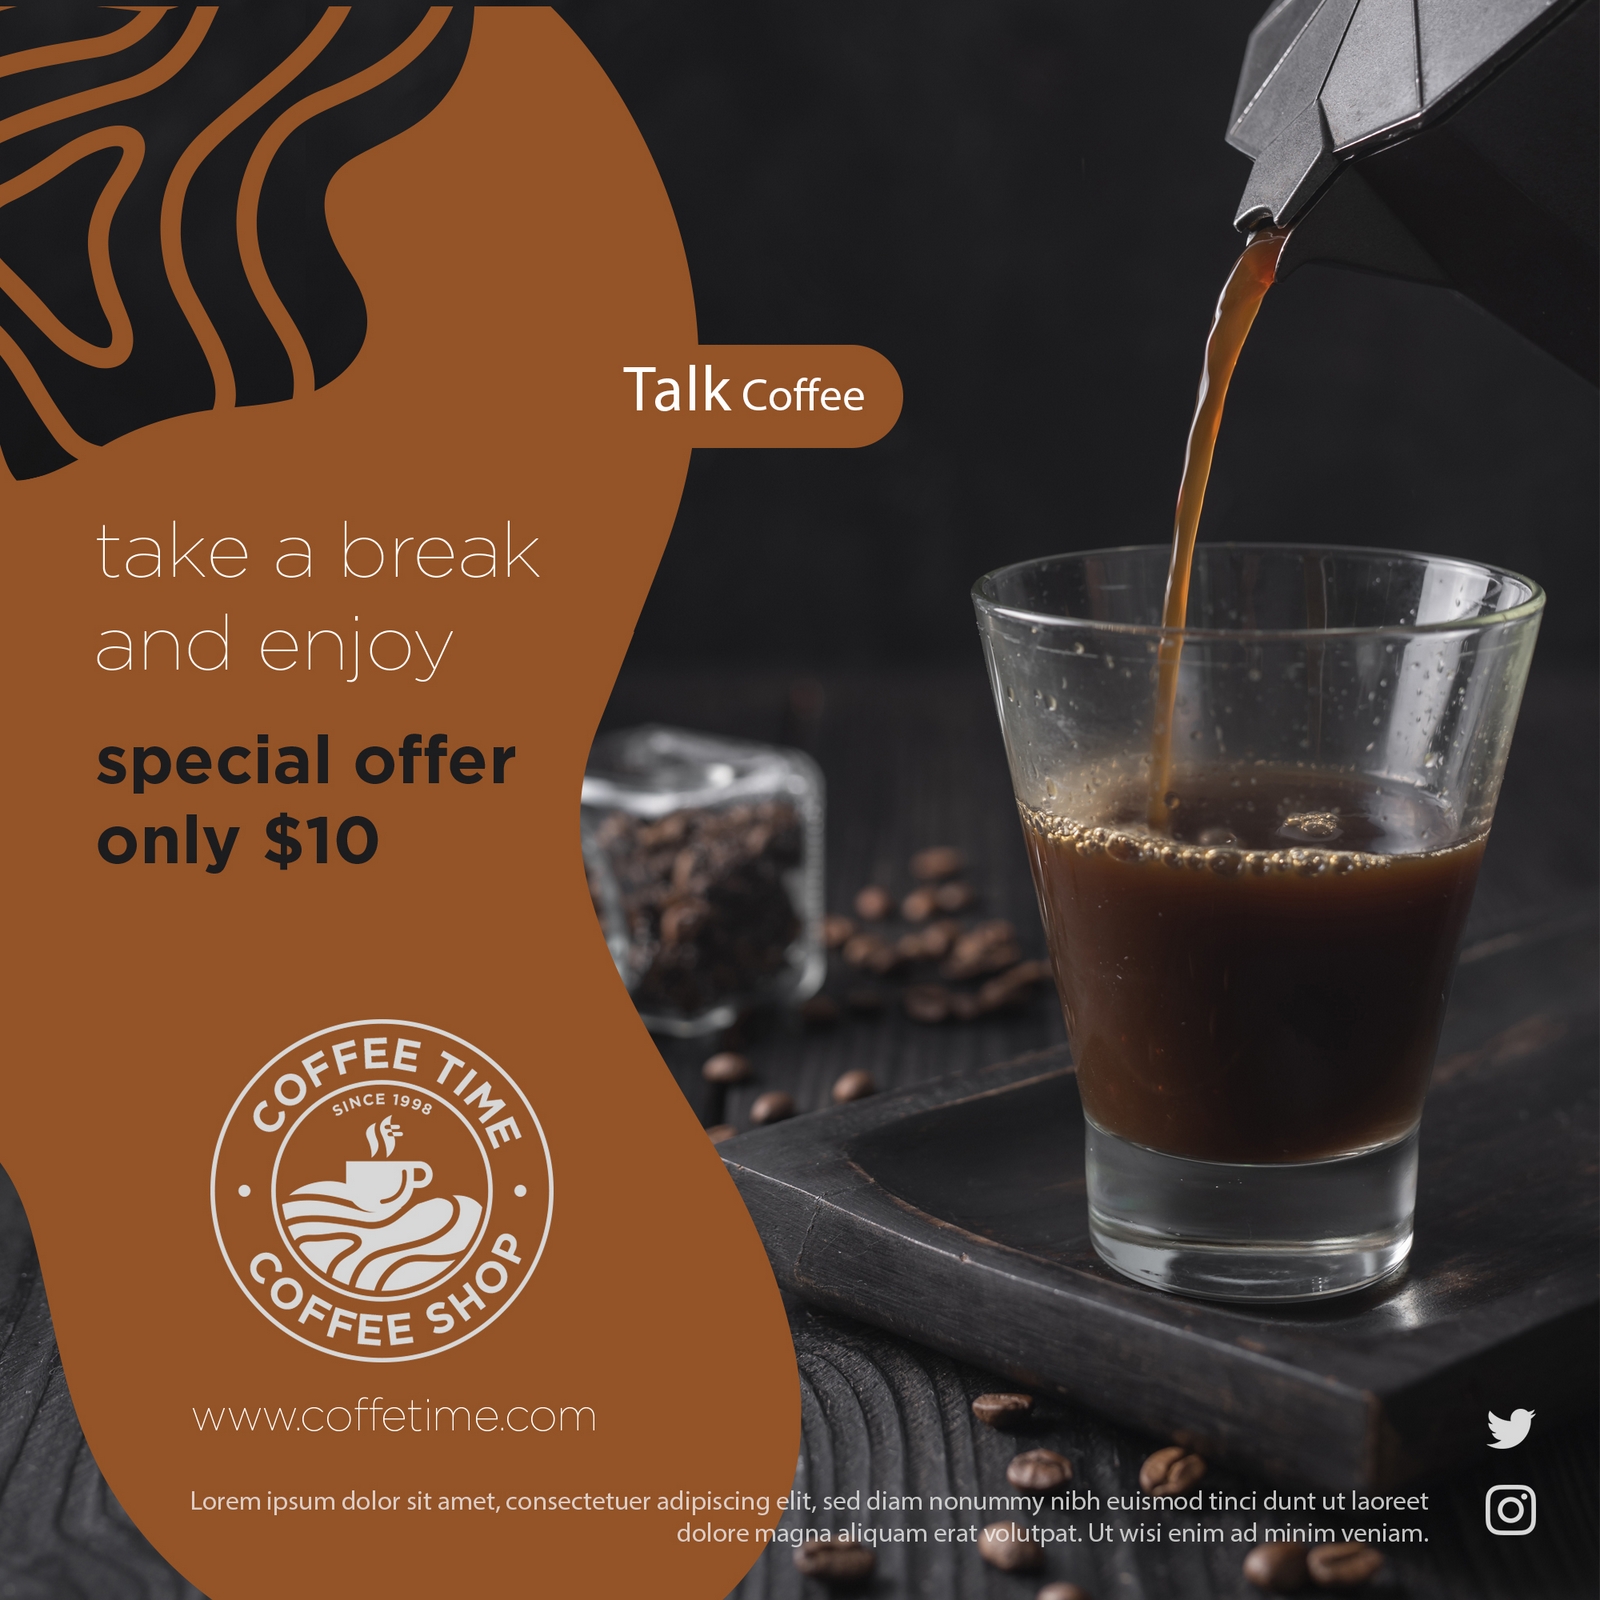 Talk Coffee
take a break
and enjoy
special offer
only $10
COFFEE TIME
SINCE 1998
COFFEE SHOP
www.coffetime.com
Lorem ipsum dolor sit amet, consectetuer adipiscing elit, sed diam nonummy nibh euismod tinci dunt ut laoreet
dolore magna aliquam erat volutpat. Ut wisi enim ad minim veniam.